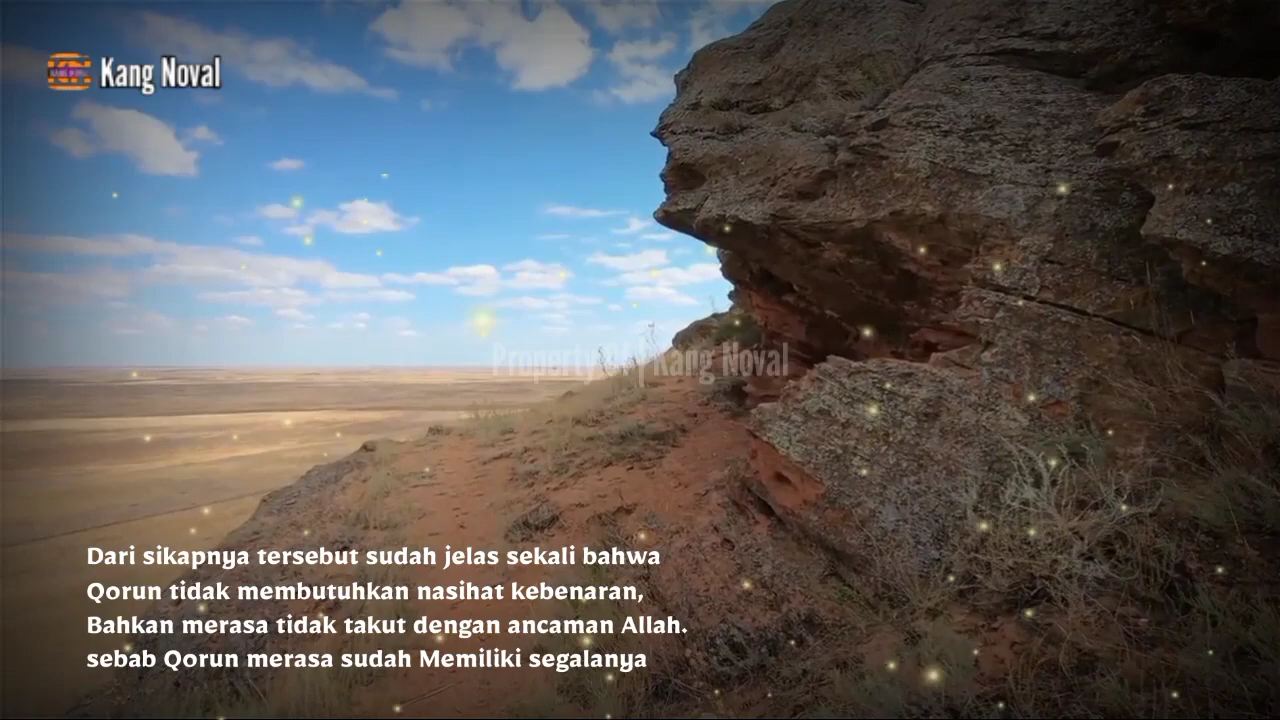 Kang Noval
Property Of | Kang Noval
Dari sikapnya tersebut sudah jelas sekali bahwa
Qorun tidak membutuhkan nasihat kebenaran,
Bahkan merasa tidak takut dengan ancaman Allah.
sebab Qorun merasa sudah Memiliki segalanya